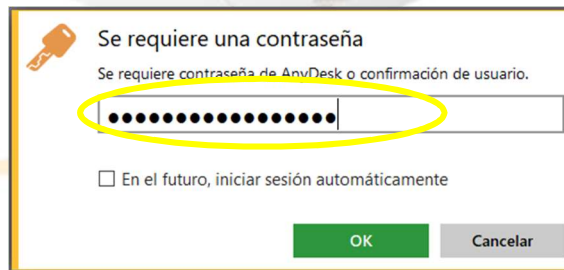 Se requiere una contraseña
Se requiere contraseña de AnyDesk o confirmación de usuario.
●●●●●●●●●●●●●●●●●
En el futuro, iniciar sesión automáticamente
OK Cancelar